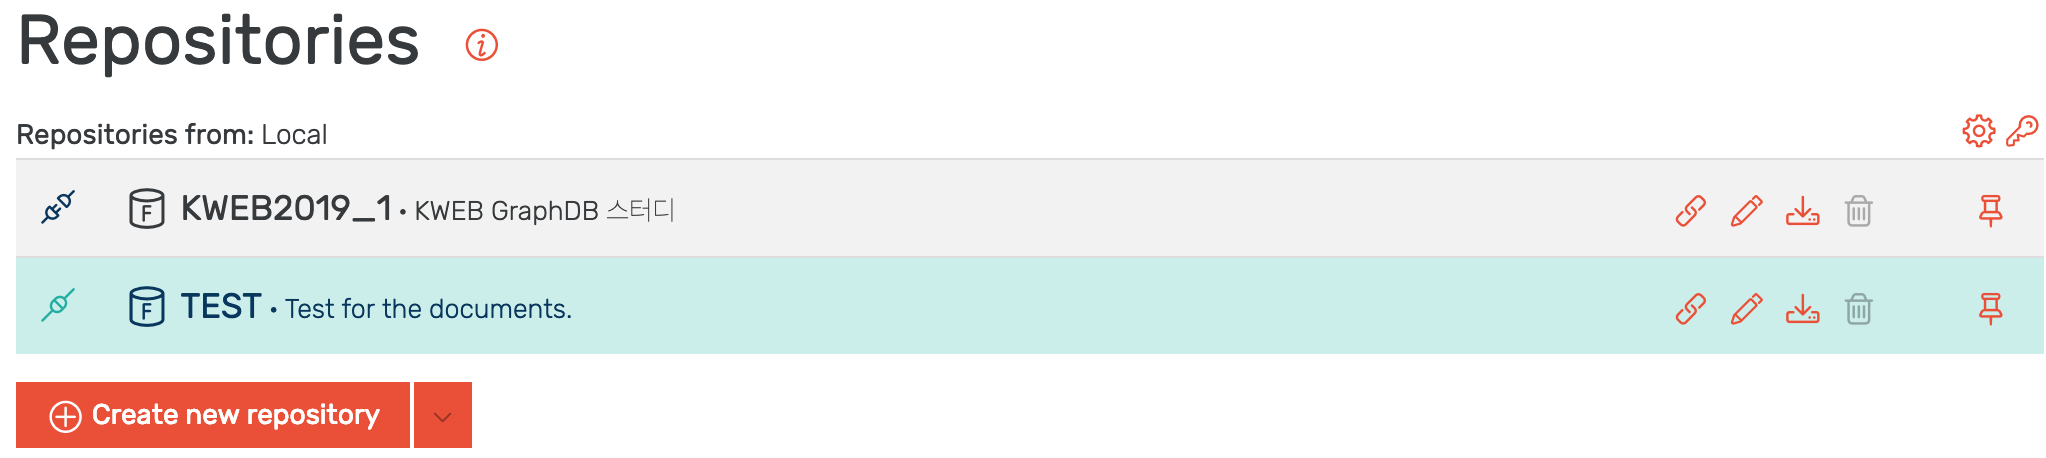 Repositories
Repositories from: Local
F KWEB2019_1 • KWEB GraphDB 스터디
F TEST • Test for the documents.
Create new repository